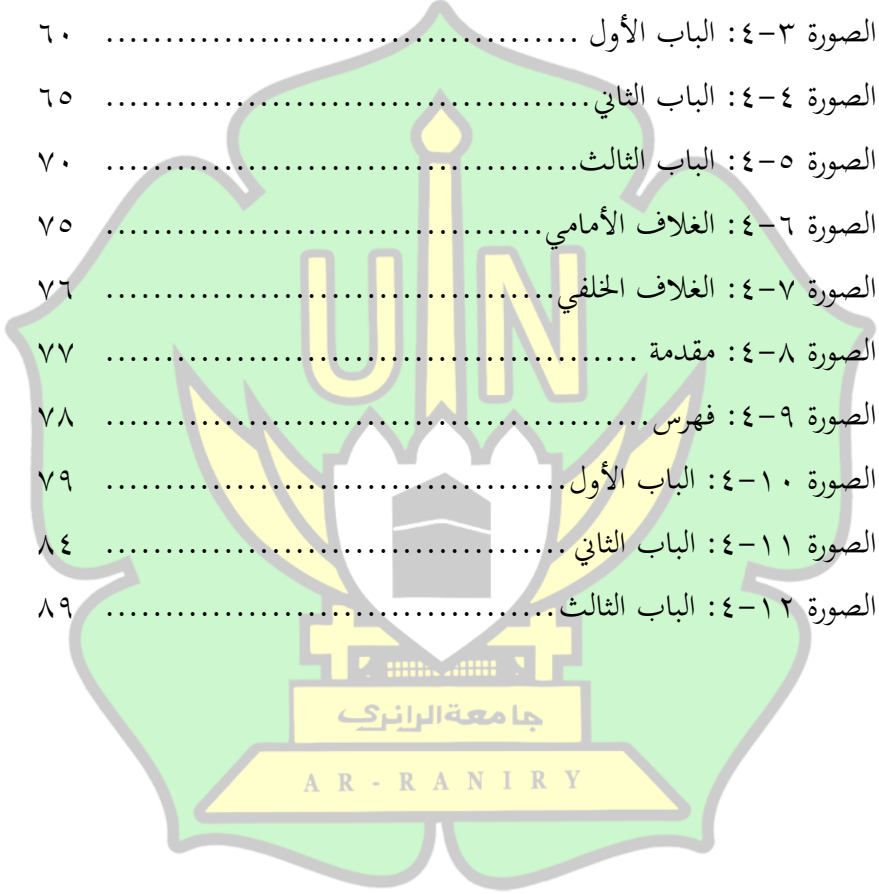 الصورة ٣-٤: الباب الأول ....................................... ٦٠
الصورة ٤-٤: الباب الثاني....................................... ٦٥
الصورة ٥-٤: الباب الثالث....................................... ٧٠
الصورة ٦-٤: الغلاف الأمامي..................................... ٧٥
الصورة ٧-٤: الغلاف الخلفي...................................... ٧٦
الصورة ٨-٤: مقدمة ............................................. ٧٧
الصورة ٩-٤: فهرس.............................................. ٧٨
الصورة ١٠-٤: الباب الأول...................................... ٧٩
الصورة ١١-٤: الباب الثاني ..................................... ٨٤
الصورة ١٢-٤: الباب الثالث..................................... ٨٩
UIN
جامعة الرانري
AR - RANIRY